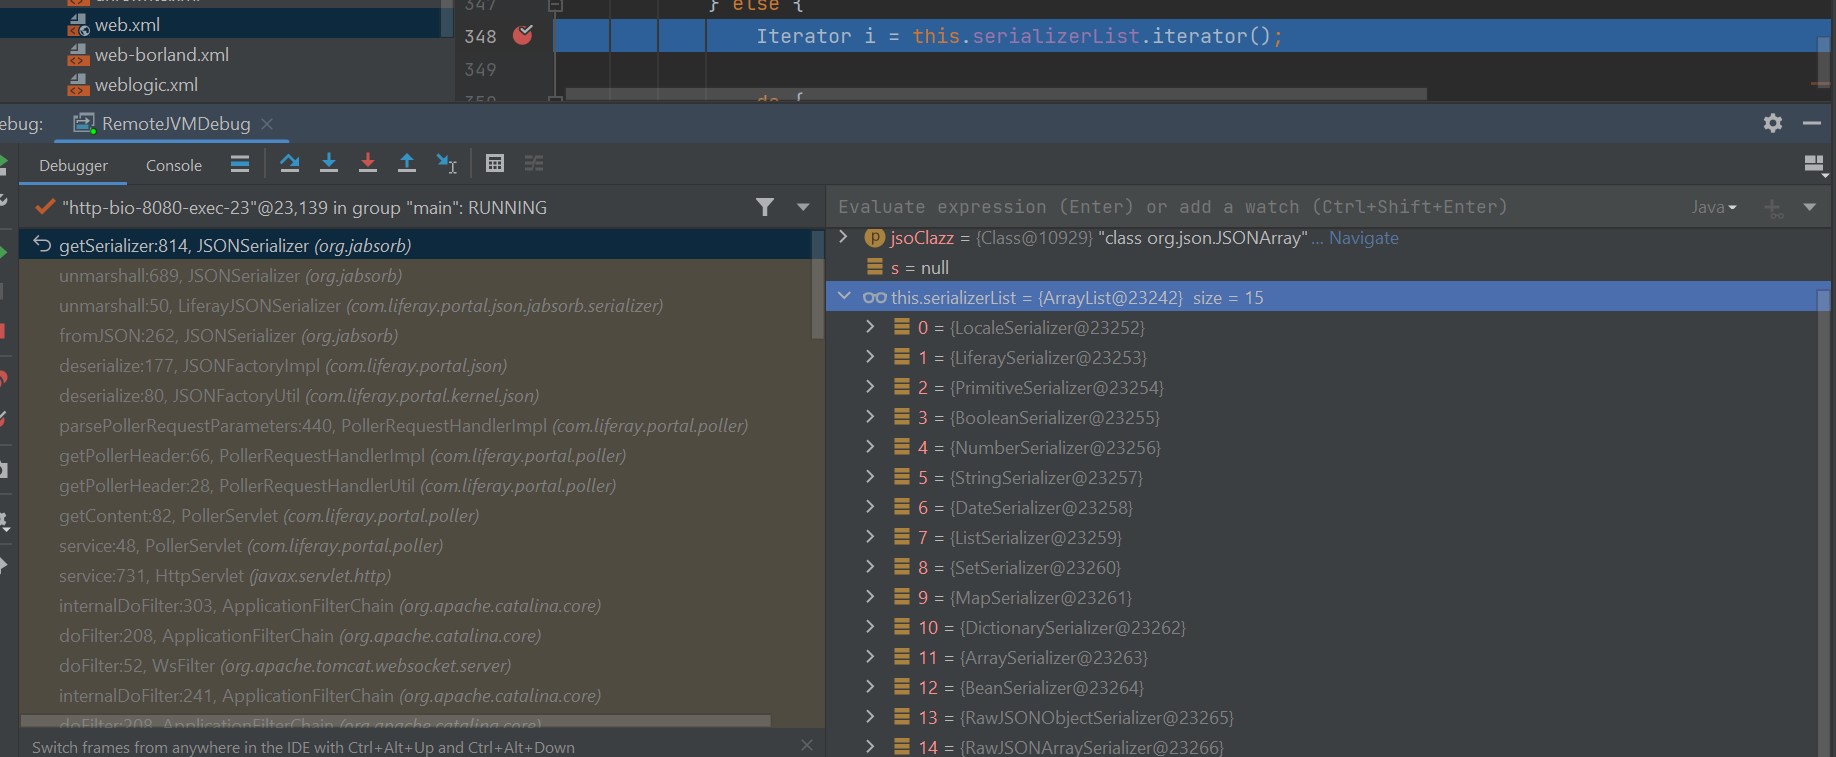 347 } else {
web.xml
348 Iterator i = this.serializerList.iterator();
web-borland.xml
349
weblogic.xml
ebug: RemoteJVMDebug
Debugger Console
"http-bio-8080-exec-23"@23,139 in group "main": RUNNING
Evaluate expression (Enter) or add a watch (Ctrl+Shift+Enter) Java
getSerializer:814, JSONSerializer (org.jabsorb)
unmarshall:689, JSONSerializer (org.jabsorb)
unmarshall:50, LiferayJSONSerializer (com.liferay.portal.json.jabsorb.serializer)
fromJSON:262, JSONSerializer (org.jabsorb)
deserialize:177, JSONFactoryImpl (com.liferay.portal.json)
deserialize:80, JSONFactoryUtil (com.liferay.portal.kernel.json)
parsePollerRequestParameters:440, PollerRequestHandlerImpl (com.liferay.portal.poller)
getPollerHeader:66, PollerRequestHandlerImpl (com.liferay.portal.poller)
getPollerHeader:28, PollerRequestHandlerUtil (com.liferay.portal.poller)
getContent:82, PollerServlet (com.liferay.portal.poller)
service:48, PollerServlet (com.liferay.portal.poller)
service:731, HttpServlet (javax.servlet.http)
internalDoFilter:303, ApplicationFilterChain (org.apache.catalina.core)
doFilter:208, ApplicationFilterChain (org.apache.catalina.core)
doFilter:52, WsFilter (org.apache.tomcat.websocket.server)
internalDoFilter:241, ApplicationFilterChain (org.apache.catalina.core)
doFilter:208, ApplicationFilterChain (org.apache.catalina.core)
Switch frames from anywhere in the IDE with Ctrl+Alt+Up and Ctrl+Alt+Down
jsoClazz = {Class@10929} "class org.json.JSONArray"... Navigate
s = null
this.serializerList = {ArrayList@23242} size = 15
0 = {LocaleSerializer@23252}
1 = {LiferaySerializer@23253}
2 = {PrimitiveSerializer@23254}
3 = {BooleanSerializer@23255}
4 = {NumberSerializer@23256}
5 = {StringSerializer@23257}
6 = {DateSerializer@23258}
7 = {ListSerializer@23259}
8 = {SetSerializer@23260}
9 = {MapSerializer@23261}
10 = {DictionarySerializer@23262}
11 = {ArraySerializer@23263}
12 = {BeanSerializer@23264}
13 = {RawJSONObjectSerializer@23265}
14 = {RawJSONArraySerializer@23266}